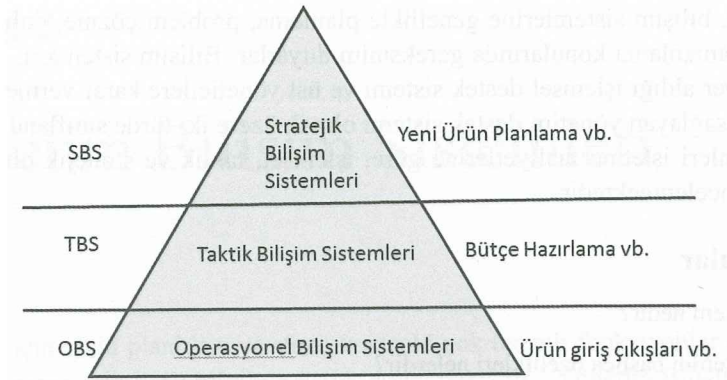 Stratejik
Bilişim
Sistemleri
SBS
Yeni Ürün Planlama vb.
TBS
Taktik Bilişim Sistemleri
Bütçe Hazırlama vb.
OBS
Operasyonel Bilişim Sistemleri
Ürün giriş çıkışları vb.